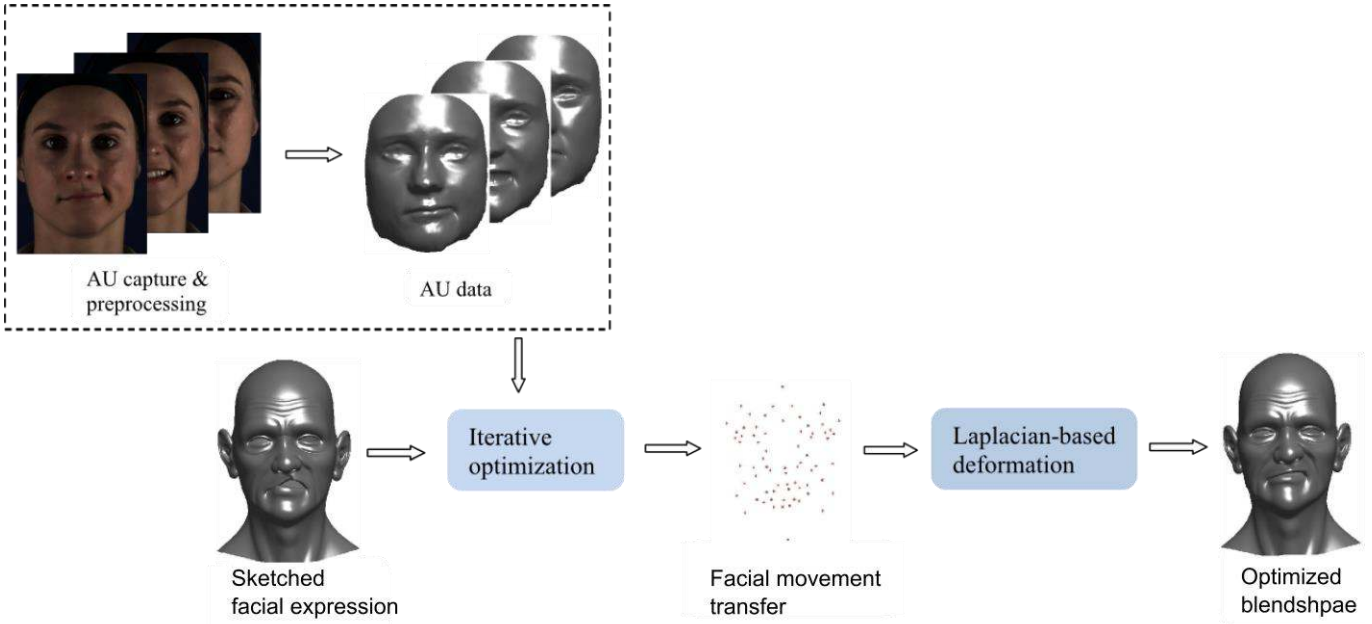 AU capture &
preprocessing
AU data
Iterative
optimization
Laplacian-based
deformation
Sketched
facial expression
Facial movement
transfer
Optimized
blendshpae